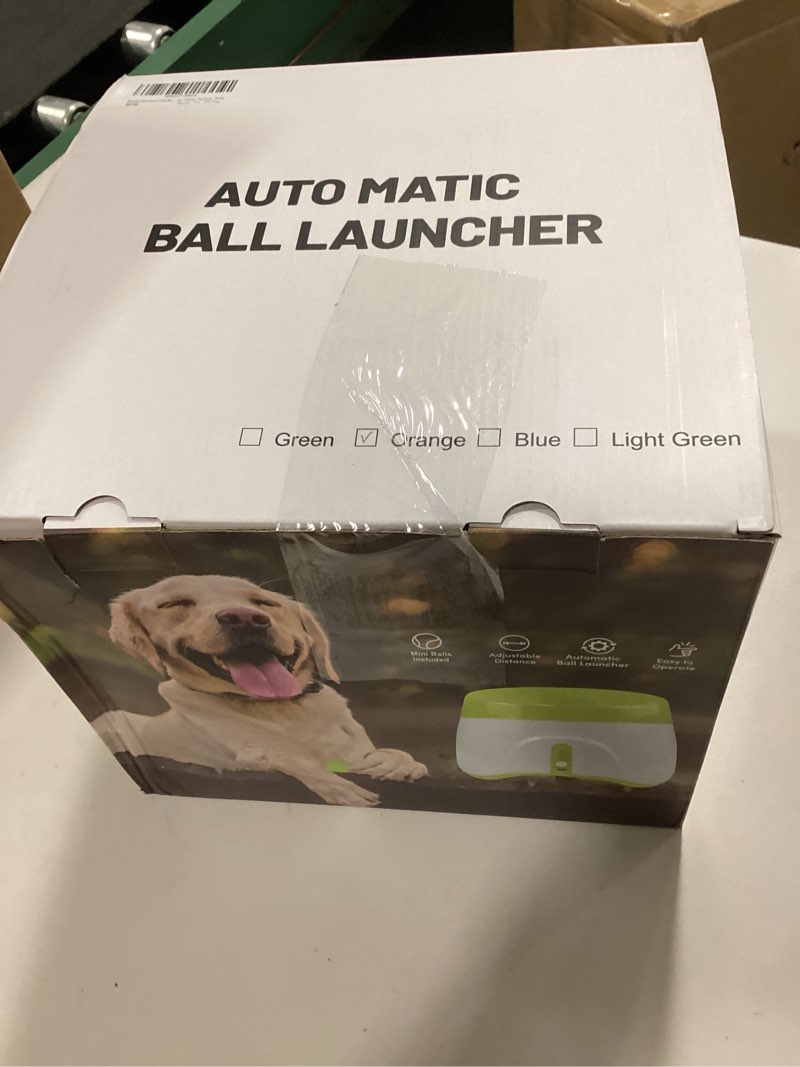 AUTO MATIC
BALL LAUNCHER
Green Orange Blue Light Green
Mini Balls
Included
Adjustable
Distance
Automatic
Ball Launcher
Easy to
Operate